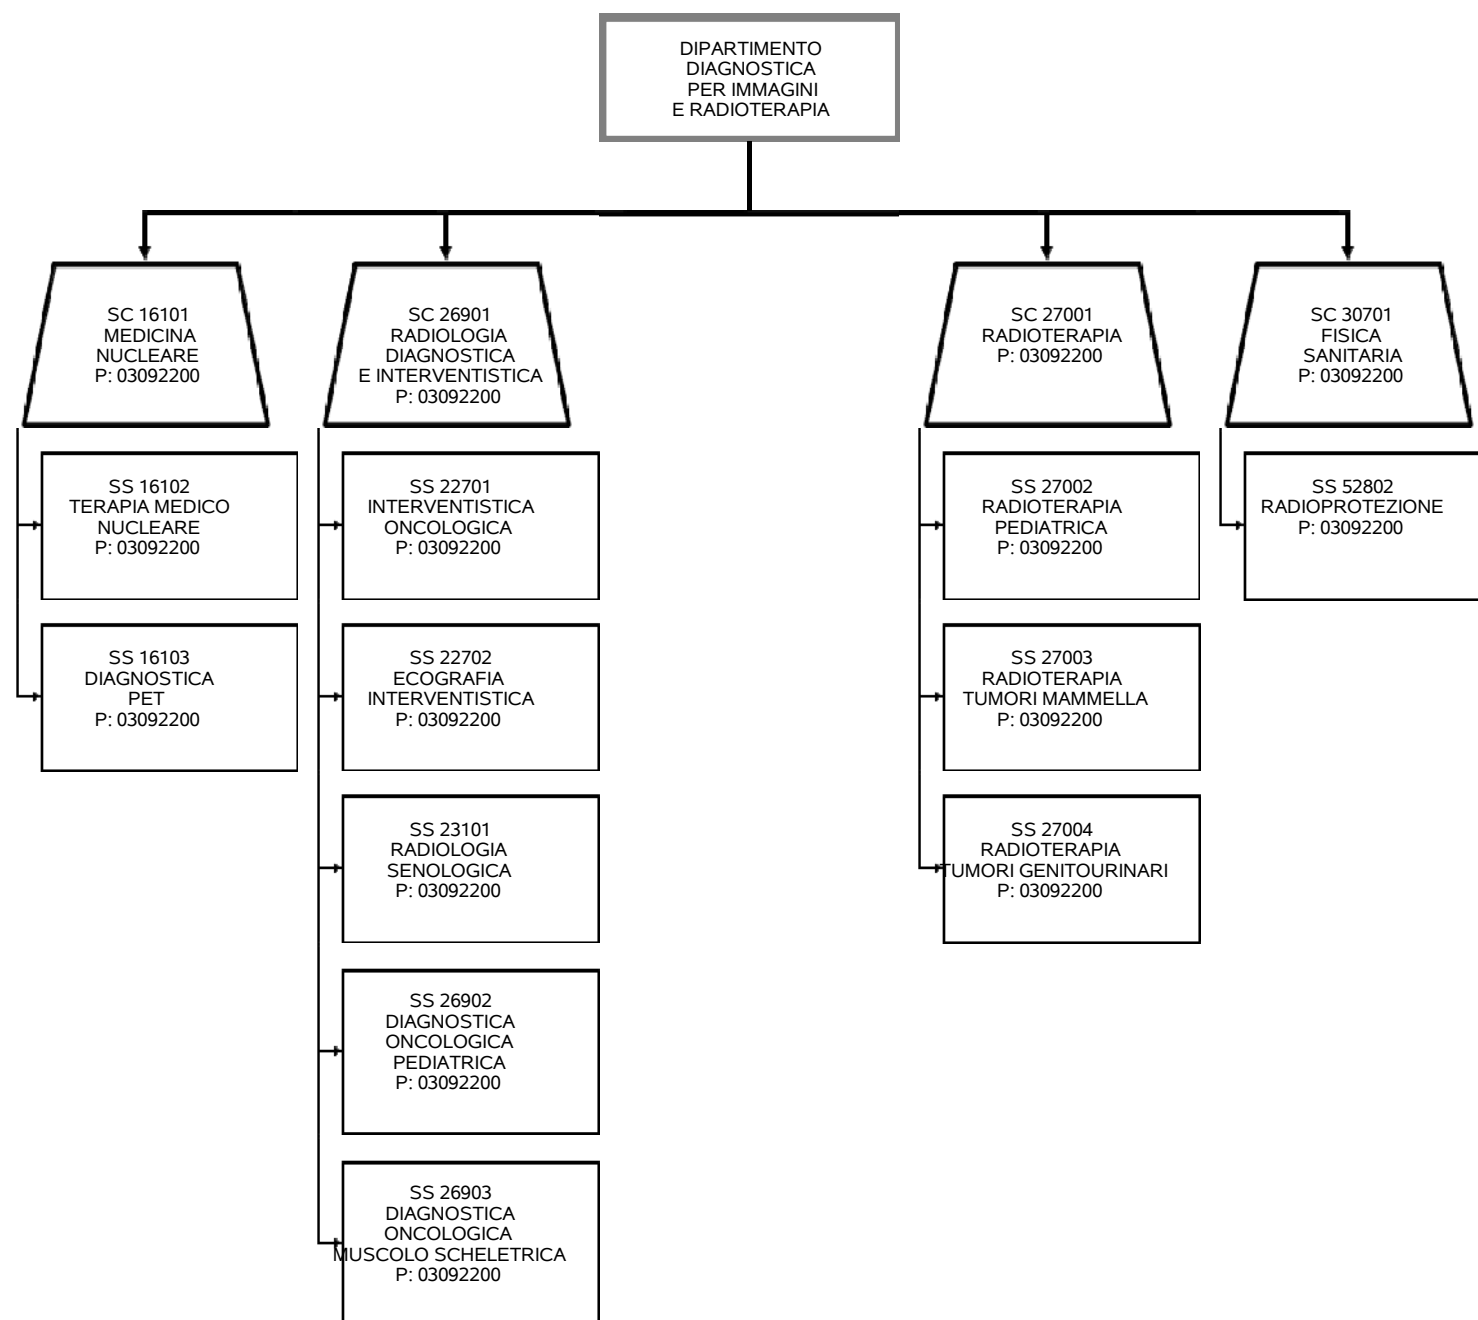 DIPARTIMENTO
DIAGNOSTICA
PER IMMAGINI
E RADIOTERAPIA
SC 16101
MEDICINA
NUCLEARE
P: 03092200
SC 26901
RADIOLOGIA
DIAGNOSTICA
E INTERVENTISTICA
P: 03092200
SC 27001
RADIOTERAPIA
P: 03092200
SC 30701
FISICA
SANITARIA
P: 03092200
SS 16102
TERAPIA MEDICO
NUCLEARE
P: 03092200
SS 22701
INTERVENTISTICA
ONCOLOGICA
P: 03092200
SS 27002
RADIOTERAPIA
PEDIATRICA
P: 03092200
SS 52802
RADIOPROTEZIONE
P: 03092200
SS 16103
DIAGNOSTICA
PET
P: 03092200
SS 22702
ECOGRAFIA
INTERVENTISTICA
P: 03092200
SS 27003
RADIOTERAPIA
TUMORI MAMMELLA
P: 03092200
SS 23101
RADIOLOGIA
SENOLOGICA
P: 03092200
SS 27004
RADIOTERAPIA
TUMORI GENITOURINARI
P: 03092200
SS 26902
DIAGNOSTICA
ONCOLOGICA
PEDIATRICA
P: 03092200
SS 26903
DIAGNOSTICA
ONCOLOGICA
MUSCOLO SCHELETRICA
P: 03092200